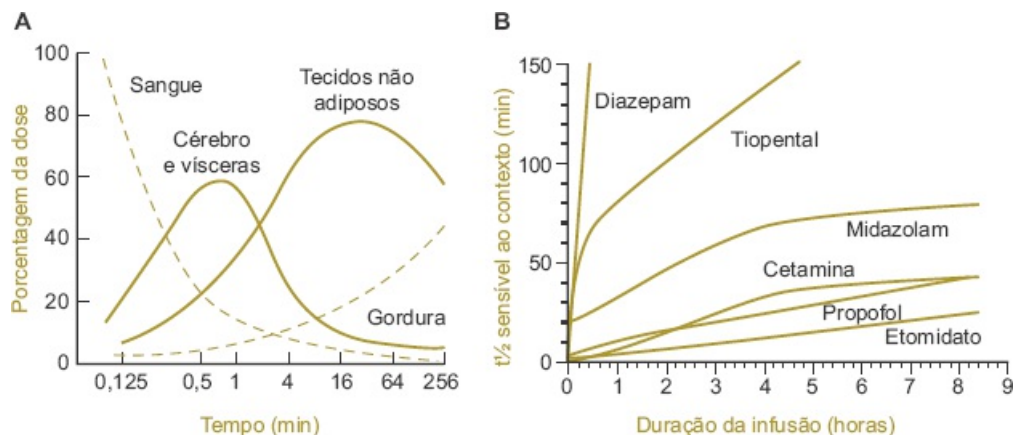 A
Porcentagem da dose
100
80
60
40
20
0
Sangue
Cérebro
e vísceras
Tecidos não
adiposos
Gordura
0,125
0,5
1
4
16
64
256
Tempo (min)
B
t½ sensível ao contexto (min)
150
100
50
0
Diazepam
Tiopental
Midazolam
Cetamina
Propofol
Etomidato
0
1
2
3
4
5
6
7
8
9
Duração da infusão (horas)